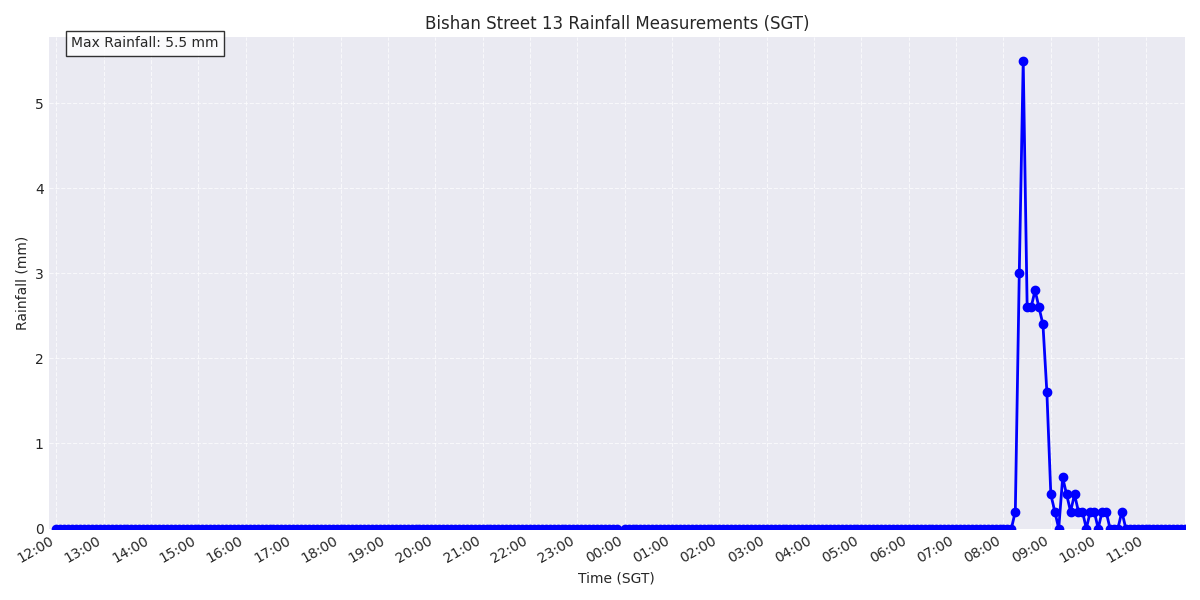 Bishan Street 13 Rainfall Measurements (SGT)
Max Rainfall: 5.5 mm
Rainfall (mm)
5
4
3
2
1
0
12:00 13:00 14:00 15:00 16:00 17:00 18:00 19:00 20:00 21:00 22:00 23:00 00:00 01:00 02:00 03:00 04:00 05:00 06:00 07:00 08:00 09:00 10:00 11:00
Time (SGT)